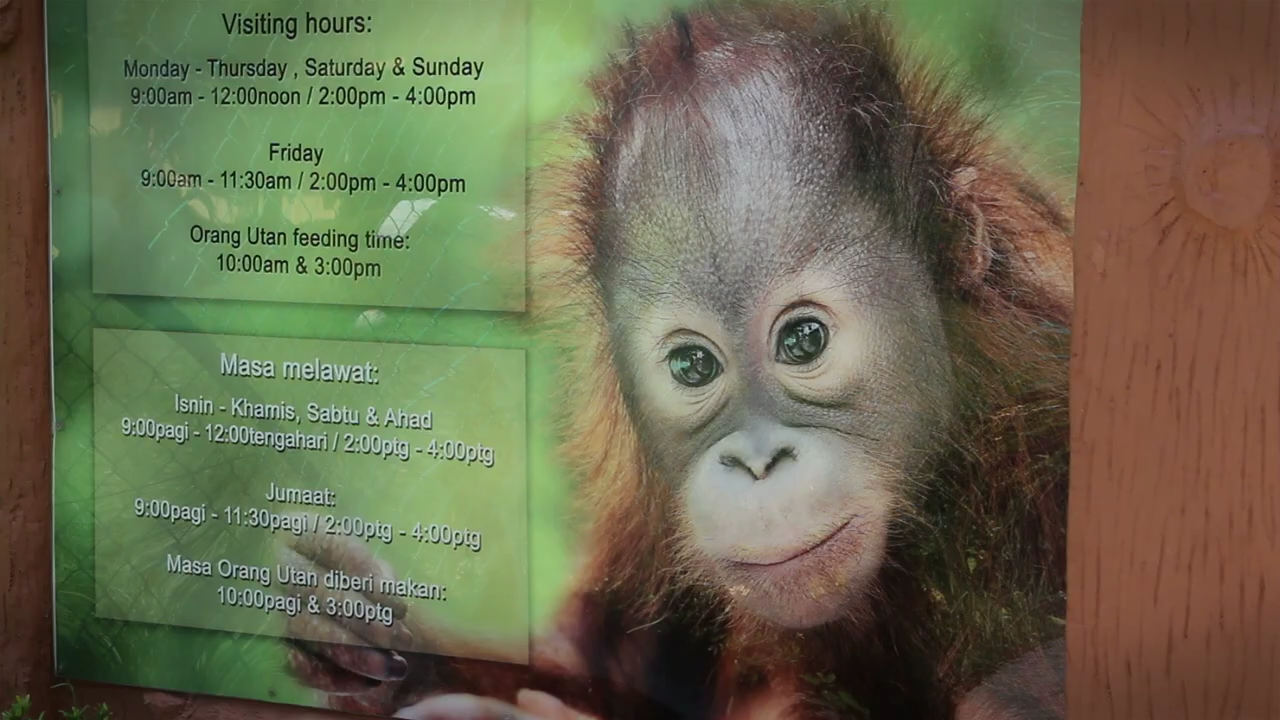 Visiting hours:
Monday - Thursday , Saturday & Sunday
9:00am - 12:00noon / 2:00pm - 4:00pm
Friday
9:00am - 11:30am / 2:00pm - 4:00pm
Orang Utan feeding time:
10:00am & 3:00pm
Masa melawat:
Isnin - Khamis, Sabtu & Ahad
9:00pagi - 12:00tengahari / 2:00ptg - 4:00ptg
Jumaat:
9:00pagi - 11:30pagi / 2:00ptg - 4:00ptg
Masa Orang Utan diberi makan:
10:00pagi & 3:00ptg